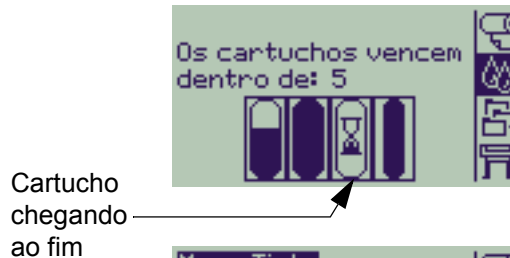 Os cartuchos vencem
dentro de: 5
Cartucho
chegando
ao fim